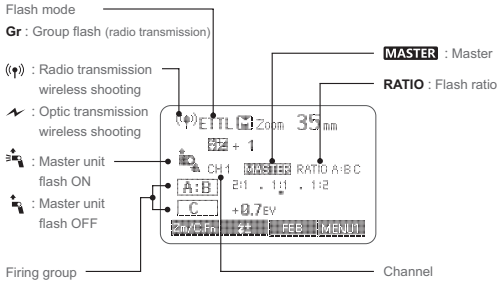 Flash mode
Gr : Group flash (radio transmission)
MASTER : Master
: Radio transmission
wireless shooting
RATIO : Flash ratio
: Optic transmission
wireless shooting
ETTL Zoom 35mm
+ 1
: Master unit
flash ON
CH1 MASTER RATIO A:B C
A:B 2:1 . 1:1 . 1:2
: Master unit
flash OFF
C +0.7EV
Zm/C.Fn FEB MENU1
Firing group
Channel